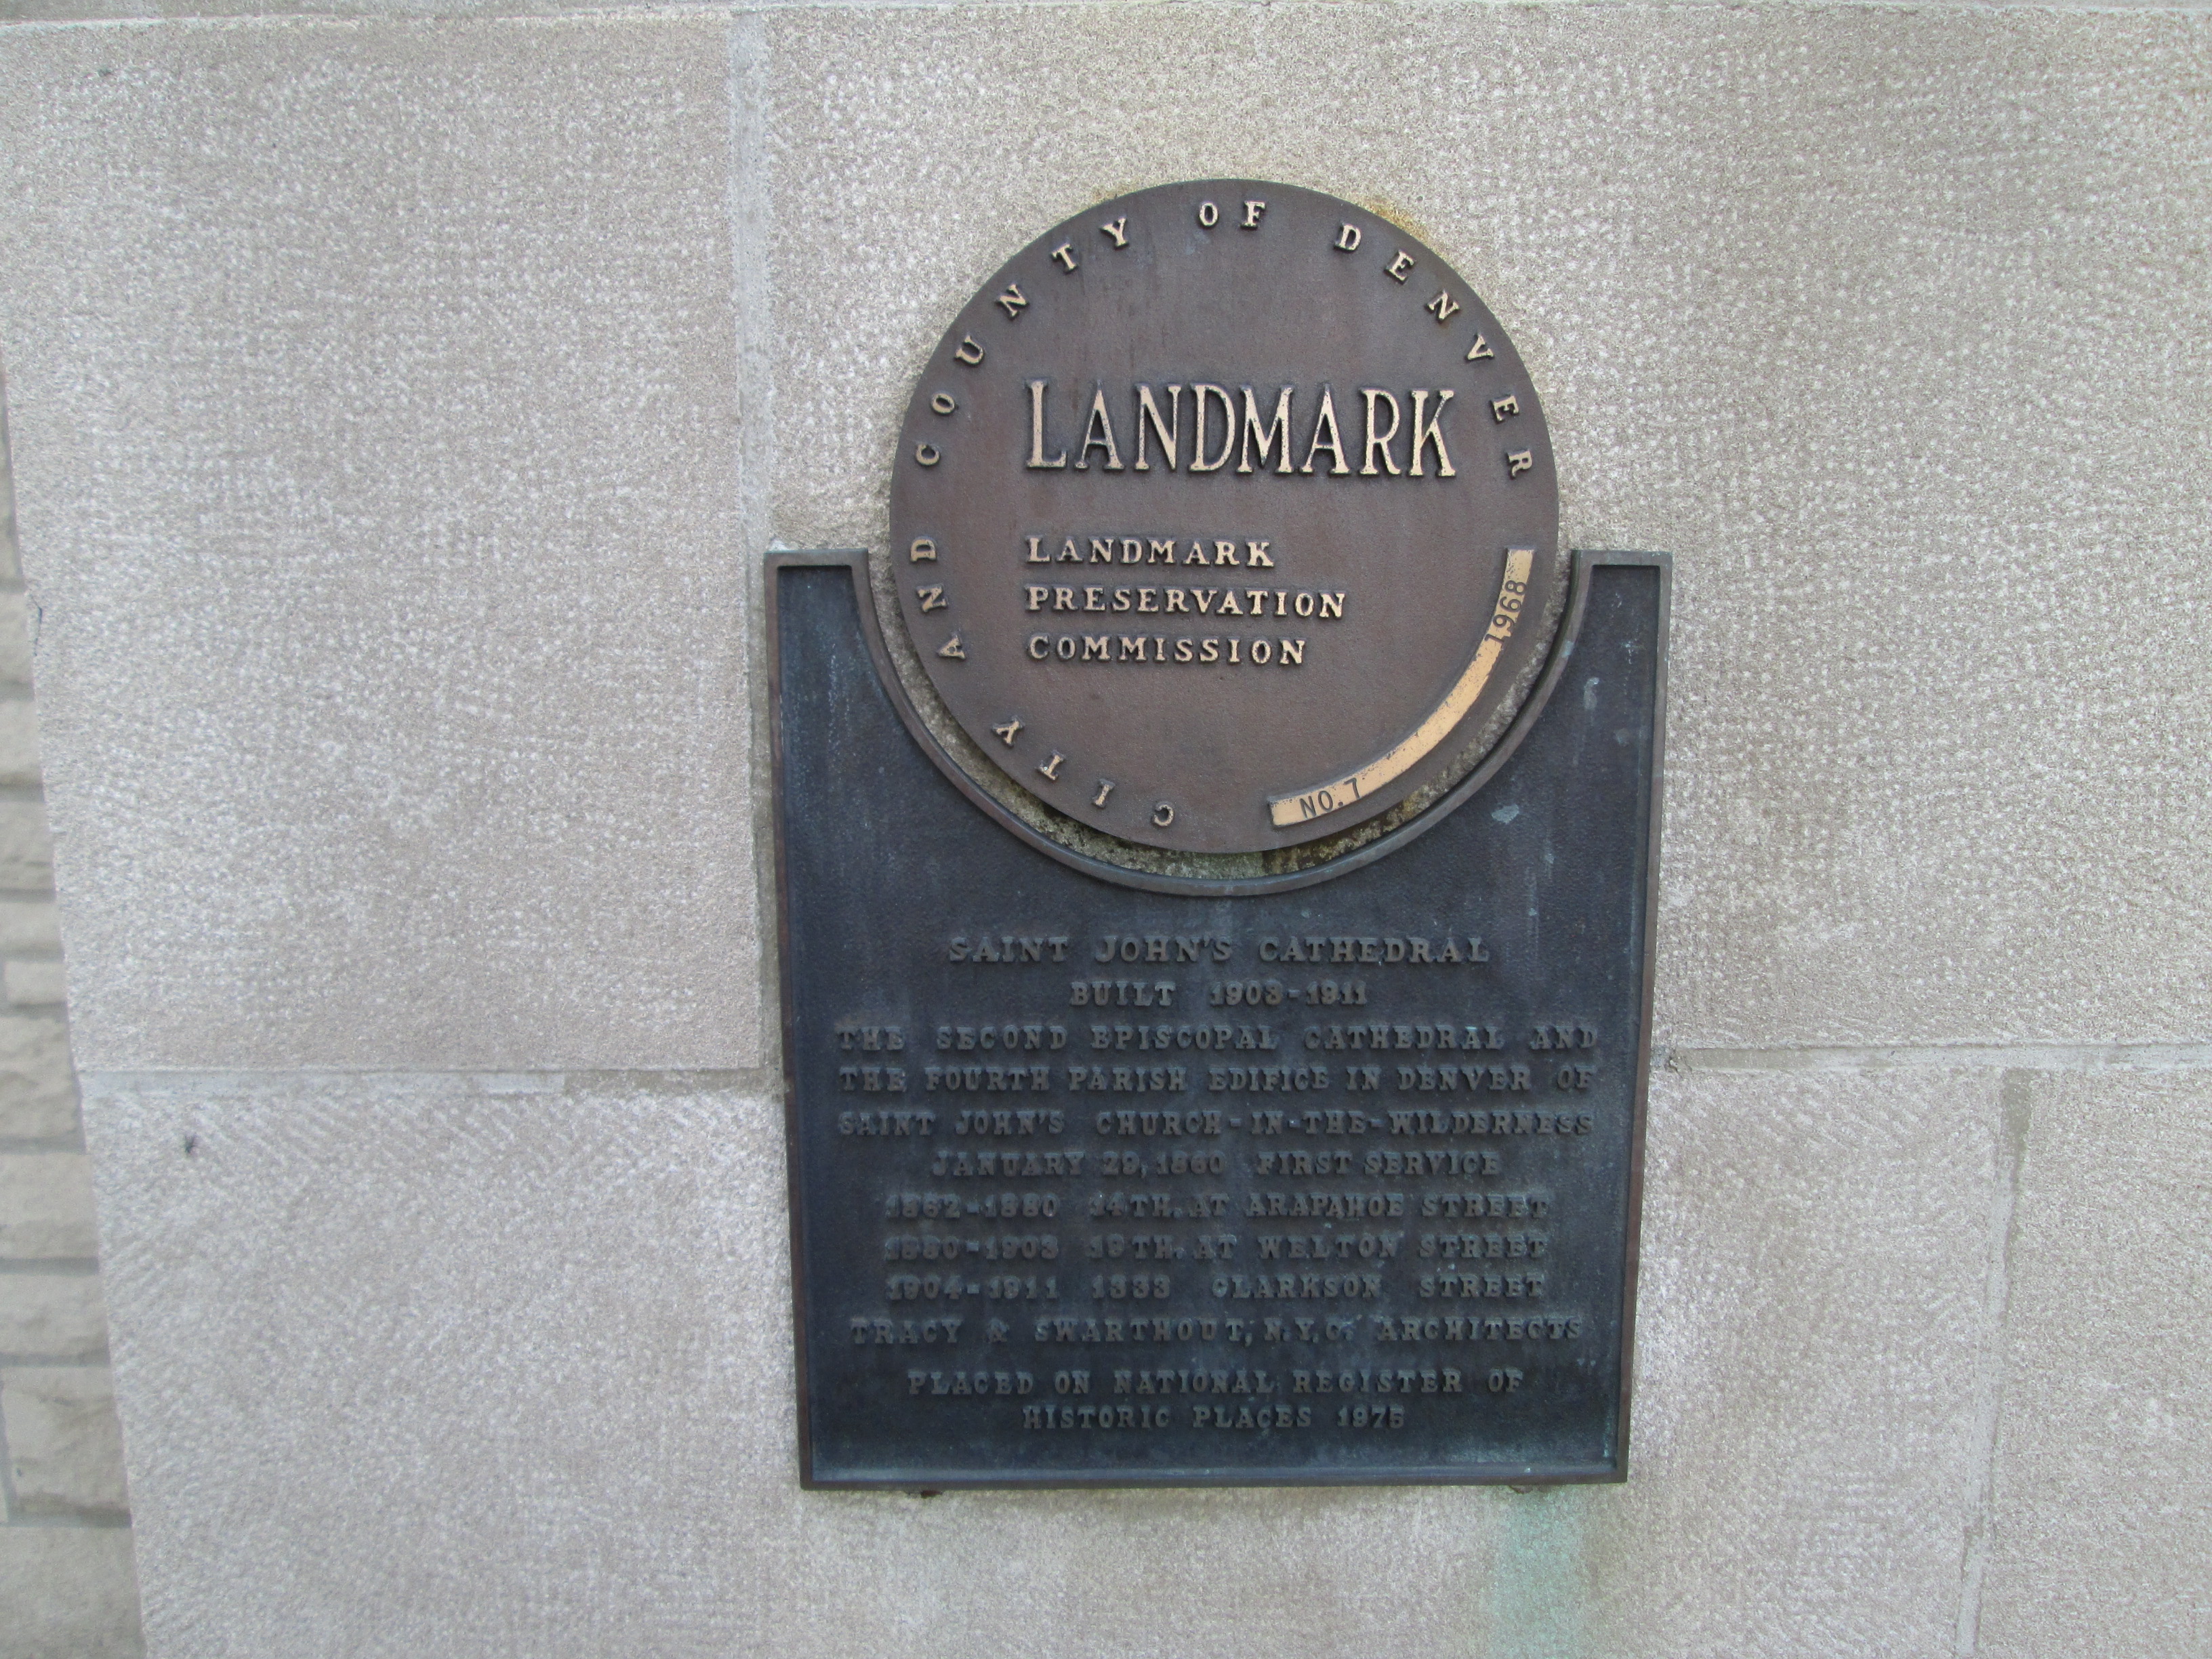 CITY AND COUNTY OF DENVER
LANDMARK
LANDMARK
PRESERVATION
COMMISSION
NO. 7 1968
SAINT JOHN'S CATHEDRAL
BUILT 1903-1911
THE SECOND EPISCOPAL CATHEDRAL AND
THE FOURTH PARISH EDIFICE IN DENVER OF
SAINT JOHN'S CHURCH-IN-THE-WILDERNESS
JANUARY 29, 1860 FIRST SERVICE
1862-1880 14TH. AT ARAPAHOE STREET
1880-1903 19TH. AT WELTON STREET
1904-1911 1333 CLARKSON STREET
TRACY & SWARTHOUT, N.Y.C. ARCHITECTS
PLACED ON NATIONAL REGISTER OF
HISTORIC PLACES 1975